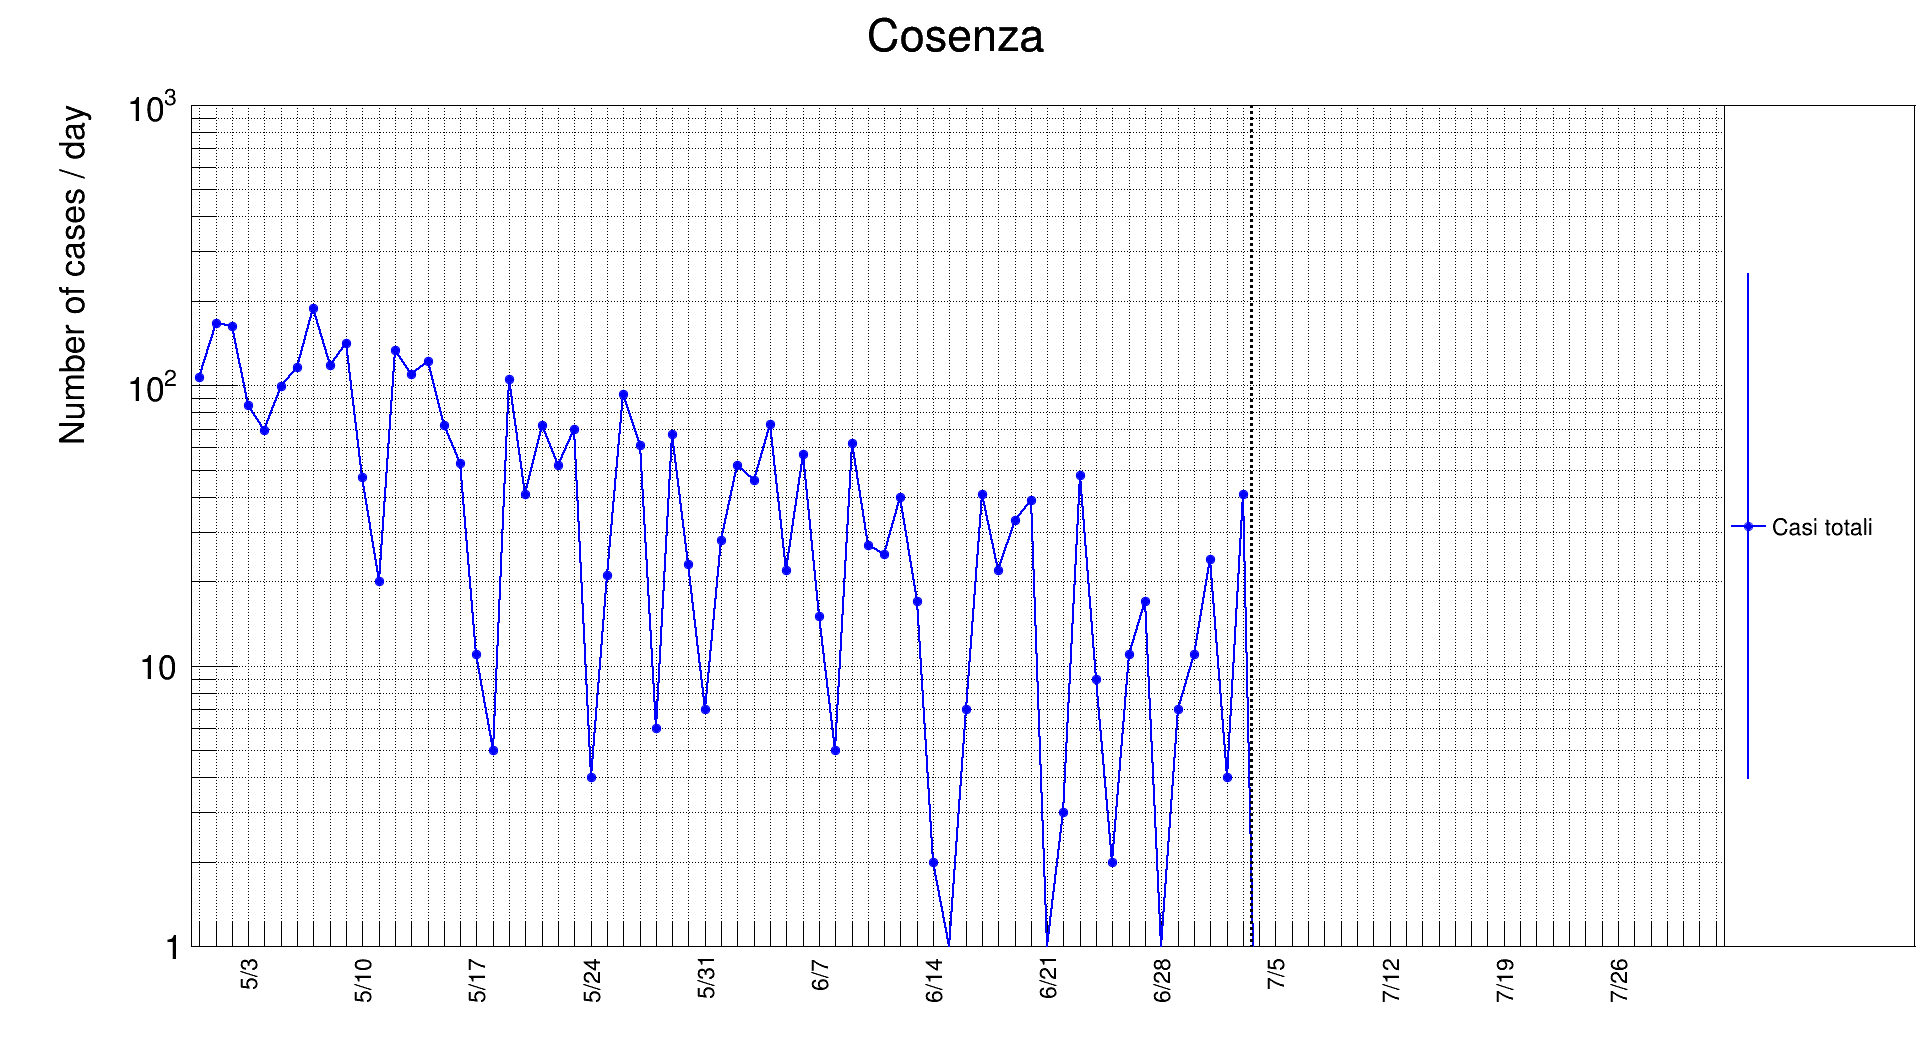 Cosenza
Number of cases / day
10³
10²
10
1
5/3 5/10 5/17 5/24 5/31 6/7 6/14 6/21 6/28 7/5 7/12 7/19 7/26
Casi totali